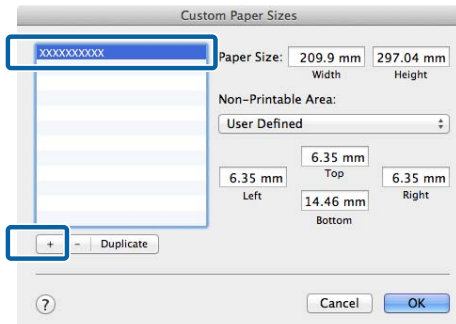 Custom Paper Sizes
XXXXXXXXXX
Paper Size: 209.9 mm 297.04 mm
Width Height
Non-Printable Area:
User Defined
6.35 mm
Top
6.35 mm 6.35 mm
Left Right
14.46 mm
Bottom
+ - Duplicate
? Cancel OK